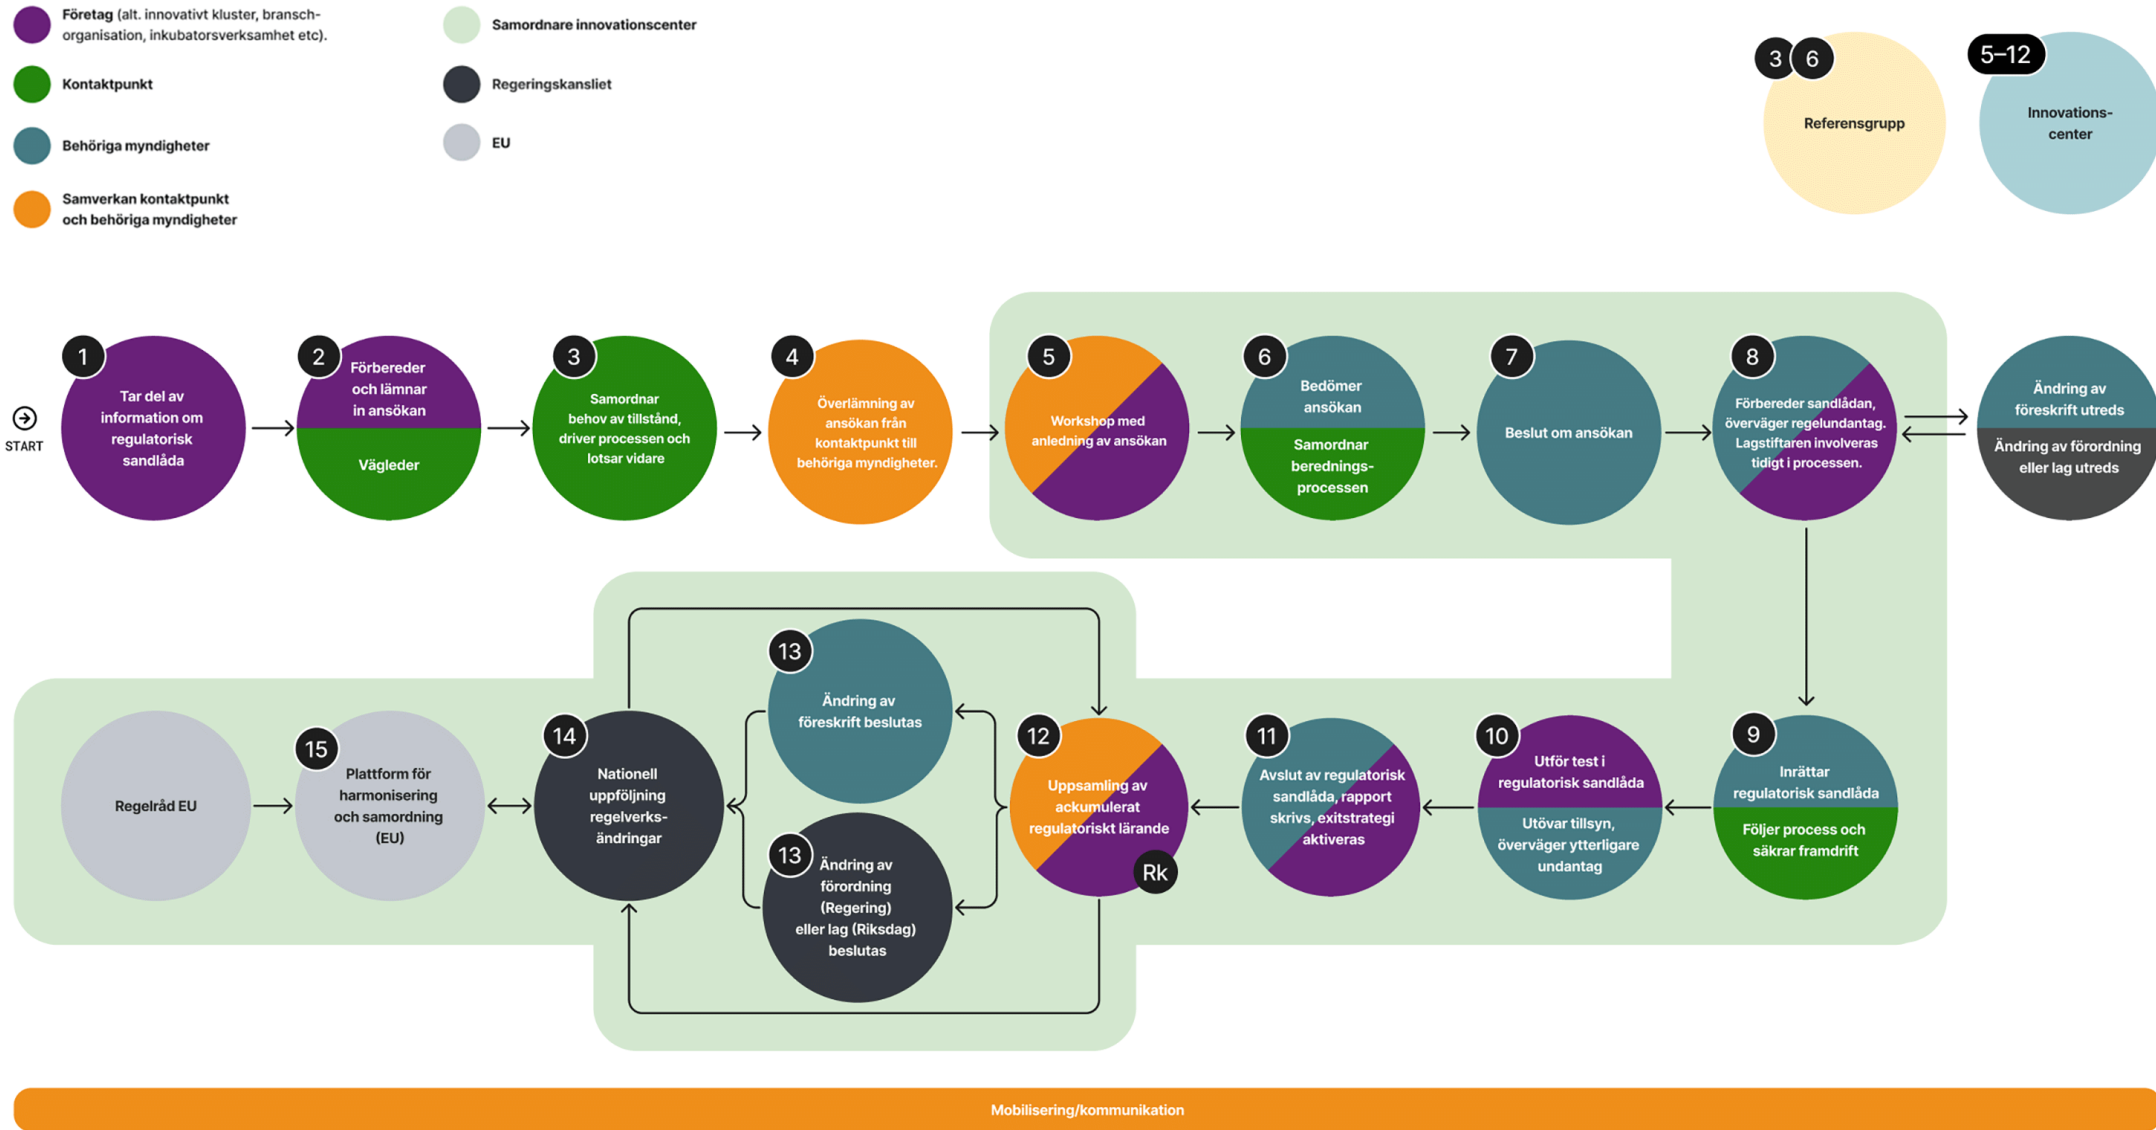 Företag (alt. innovativt kluster, bransch-
organisation, inkubatorsverksamhet etc).
Kontaktpunkt
Behöriga myndigheter
Samverkan kontaktpunkt
och behöriga myndigheter
Samordnare innovationscenter
Regeringskansliet
EU
3
6
Referensgrupp
5–12
Innovations-
center
START
1
Tar del av
information om
regulatorisk
sandlåda
2
Förbereder
och lämnar
in ansökan
Vägleder
3
Samordnar
behov av tillstånd,
driver processen och
lotsar vidare
4
Överlämning av
ansökan från
kontaktpunkt till
behöriga myndigheter.
5
Workshop med
anledning av ansökan
6
Bedömer
ansökan
Samordnar
berednings-
processen
7
Beslut om ansökan
8
Förbereder sandlådan,
överväger regelundantag.
Lagstiftaren involveras
tidigt i processen.
Ändring av
föreskrift utreds
Ändring av förordning
eller lag utreds
9
Inrättar
regulatorisk sandlåda
Följer process och
säkrar framdrift
10
Utför test i
regulatorisk sandlåda
Utövar tillsyn,
överväger ytterligare
undantag
11
Avslut av regulatorisk
sandlåda, rapport
skrivs, exitstrategi
aktiveras
12
Uppsamling av
ackumulerat
regulatoriskt lärande
Rk
13
Ändring av
föreskrift beslutas
13
Ändring av
förordning
(Regering)
eller lag (Riksdag)
beslutas
14
Nationell
uppföljning
regelverks-
ändringar
15
Plattform för
harmonisering
och samordning
(EU)
Regelråd EU
Mobilisering/kommunikation